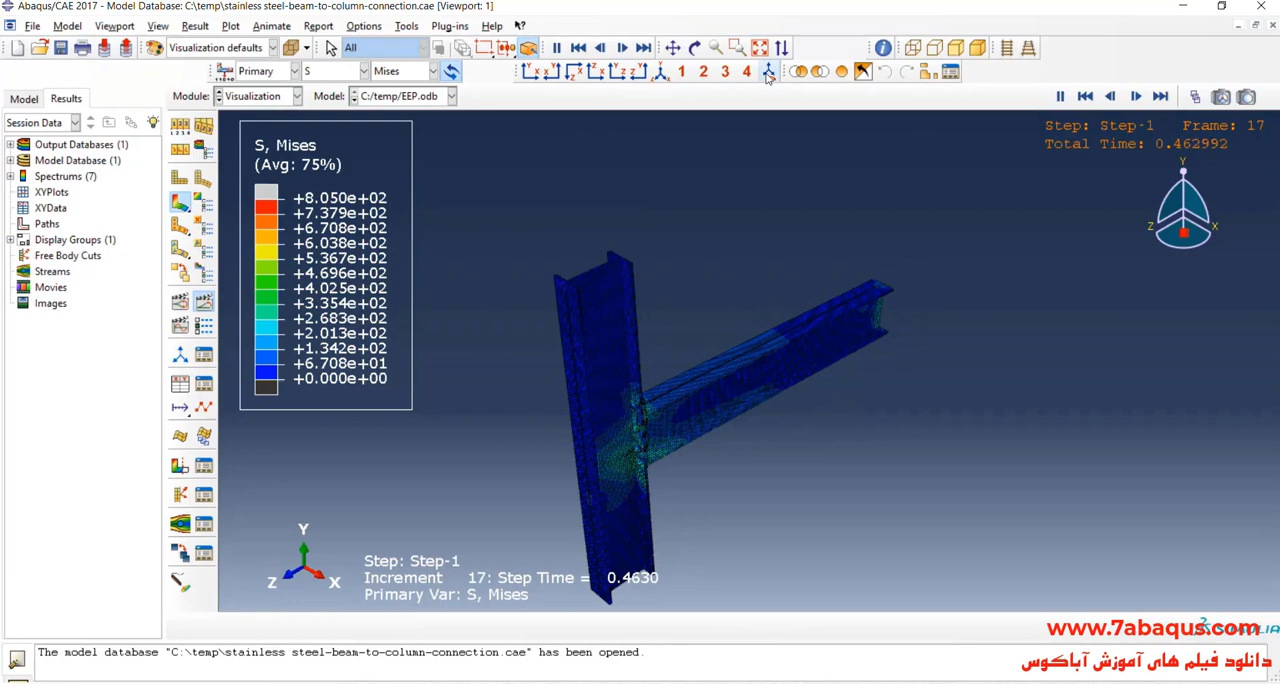 Abaqus/CAE 2017 - Model Database: C:\temp\stainless steel-beam-to-column-connection.cae [Viewport: 1]
File Model Viewport View Result Plot Animate Report Options Tools Plug-ins Help
Visualization defaults All
Primary S Mises 1 2 3 4
Model Results Module: Visualization Model: C:/temp/EEP.odb
Session Data
Output Databases (1)
Model Database (1)
Spectrums (7)
XYPlots
XYData
Paths
Display Groups (1)
Free Body Cuts
Streams
Movies
Images
S, Mises
(Avg: 75%)
+8.050e+02
+7.379e+02
+6.708e+02
+6.038e+02
+5.367e+02
+4.696e+02
+4.025e+02
+3.354e+02
+2.683e+02
+2.013e+02
+1.342e+02
+6.708e+01
+0.000e+00
Step: Step-1 Frame: 17
Total Time: 0.462992
Y
Z X
Y
Z X
Step: Step-1
Increment 17: Step Time = 0.4630
Primary Var: S, Mises
www.7abaqus.com
دانلود فیلم های آموزش آباکوس
The model database "C:\temp\stainless steel-beam-to-column-connection.cae" has been opened.